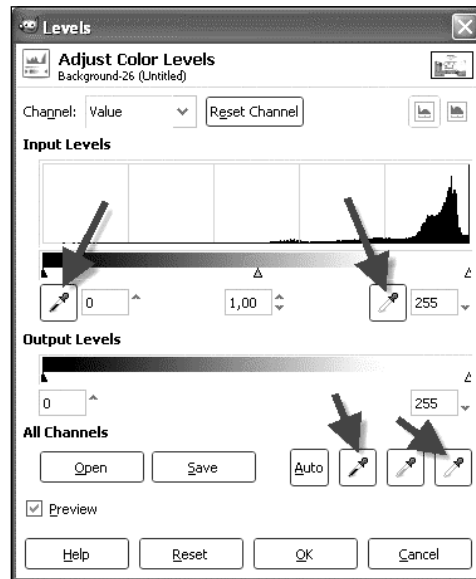 Levels
Adjust Color Levels
Background-26 (Untitled)
Channel: Value Reset Channel
Input Levels
0 1,00 255
Output Levels
0 255
All Channels
Open Save Auto
Preview
Help Reset OK Cancel